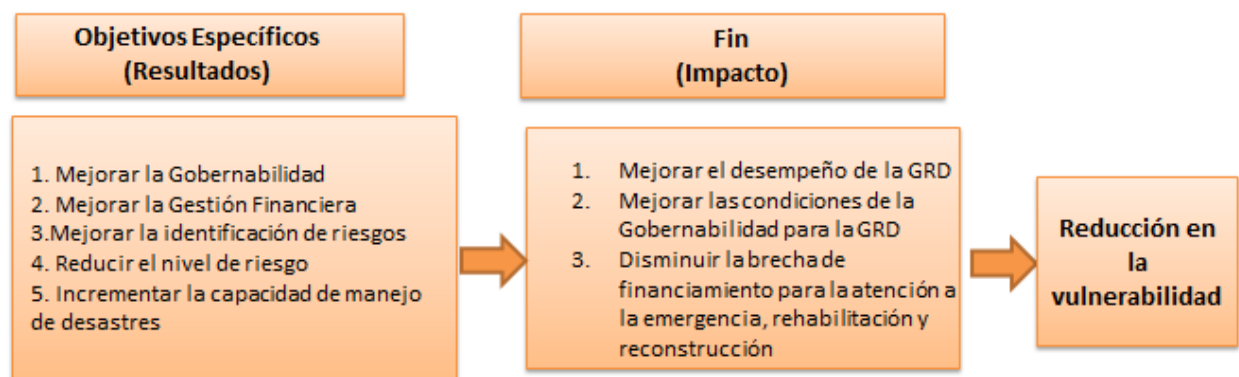 Objetivos Específicos
(Resultados)
Fin
(Impacto)
1. Mejorar la Gobernabilidad
2. Mejorar la Gestión Financiera
3.Mejorar la identificación de riesgos
4. Reducir el nivel de riesgo
5. Incrementar la capacidad de manejo
de desastres
1. Mejorar el desempeño de la GRD
2. Mejorar las condiciones de la
Gobernabilidad para la GRD
3. Disminuir la brecha de
financiamiento para la atención a
la emergencia, rehabilitación y
reconstrucción
Reducción en
la
vulnerabilidad